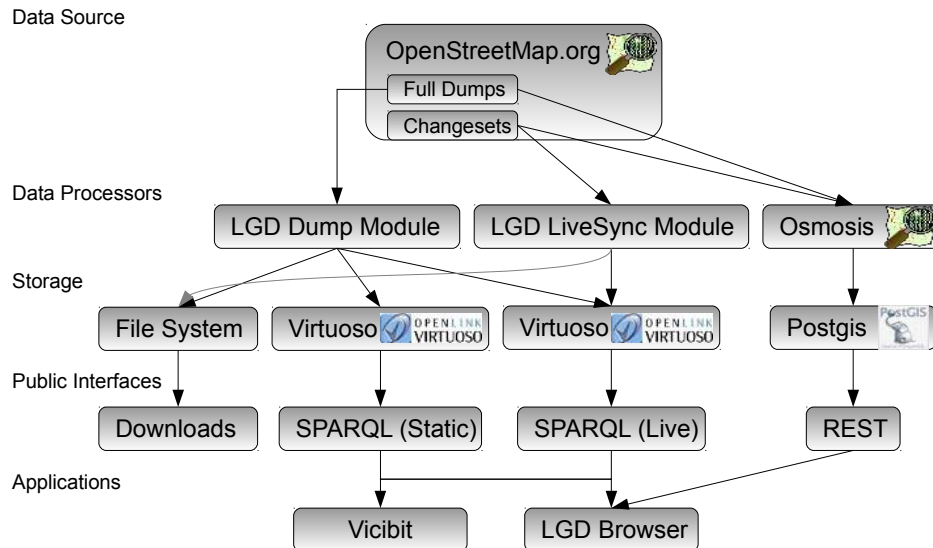 Data Source
OpenStreetMap.org
Full Dumps
Changesets
Data Processors
LGD Dump Module
LGD LiveSync Module
Osmosis
Storage
File System
Virtuoso
OPENLINK
VIRTUOSO
Virtuoso
OPENLINK
VIRTUOSO
Postgis
PostGIS
Public Interfaces
Downloads
SPARQL (Static)
SPARQL (Live)
REST
Applications
Vicibit
LGD Browser